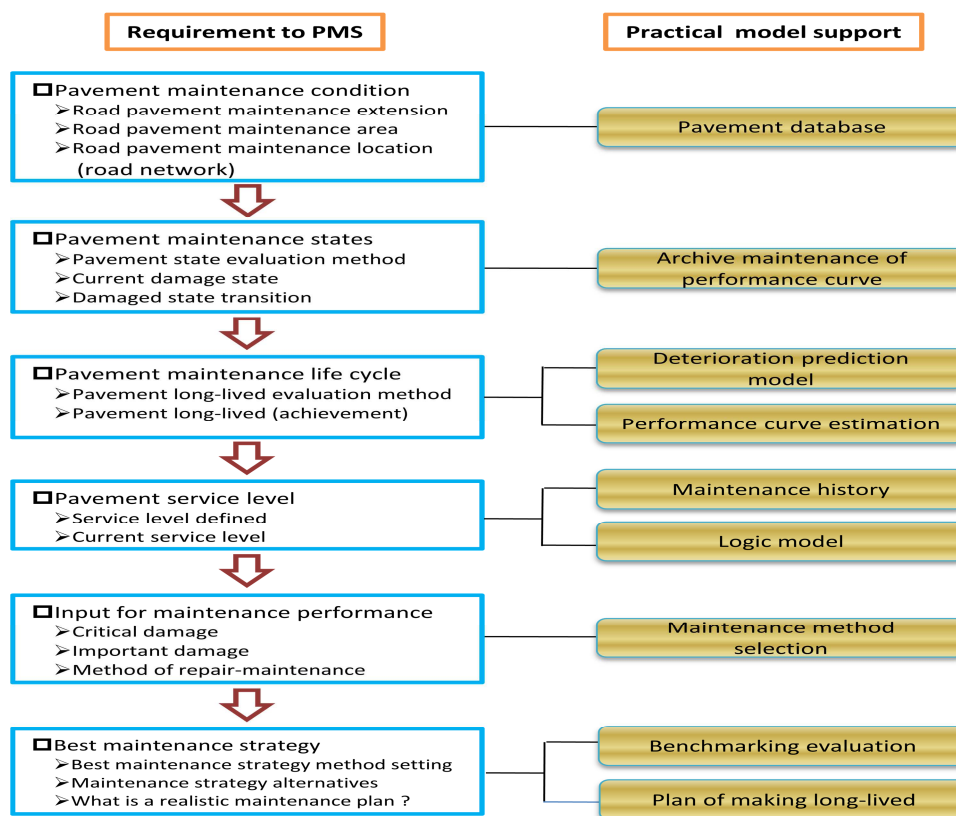 Requirement to PMS
Practical model support
Pavement maintenance condition
Road pavement maintenance extension
Road pavement maintenance area
Road pavement maintenance location
(road network)
Pavement database
Pavement maintenance states
Pavement state evaluation method
Current damage state
Damaged state transition
Archive maintenance of
performance curve
Pavement maintenance life cycle
Pavement long-lived evaluation method
Pavement long-lived (achievement)
Deterioration prediction
model
Performance curve estimation
Pavement service level
Service level defined
Current service level
Maintenance history
Logic model
Input for maintenance performance
Critical damage
Important damage
Method of repair-maintenance
Maintenance method
selection
Best maintenance strategy
Best maintenance strategy method setting
Maintenance strategy alternatives
What is a realistic maintenance plan ?
Benchmarking evaluation
Plan of making long-lived